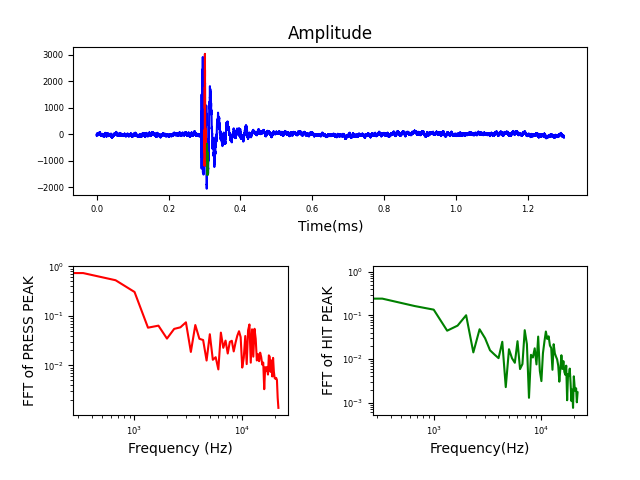 Amplitude
3000
2000
1000
0
−1000
−2000
0.0 0.2 0.4 0.6 0.8 1.0 1.2
Time(ms)
FFT of PRESS PEAK
10⁰
10⁻¹
10⁻²
10³ 10⁴
Frequency (Hz)
FFT of HIT PEAK
10⁰
10⁻¹
10⁻²
10⁻³
10³ 10⁴
Frequency(Hz)